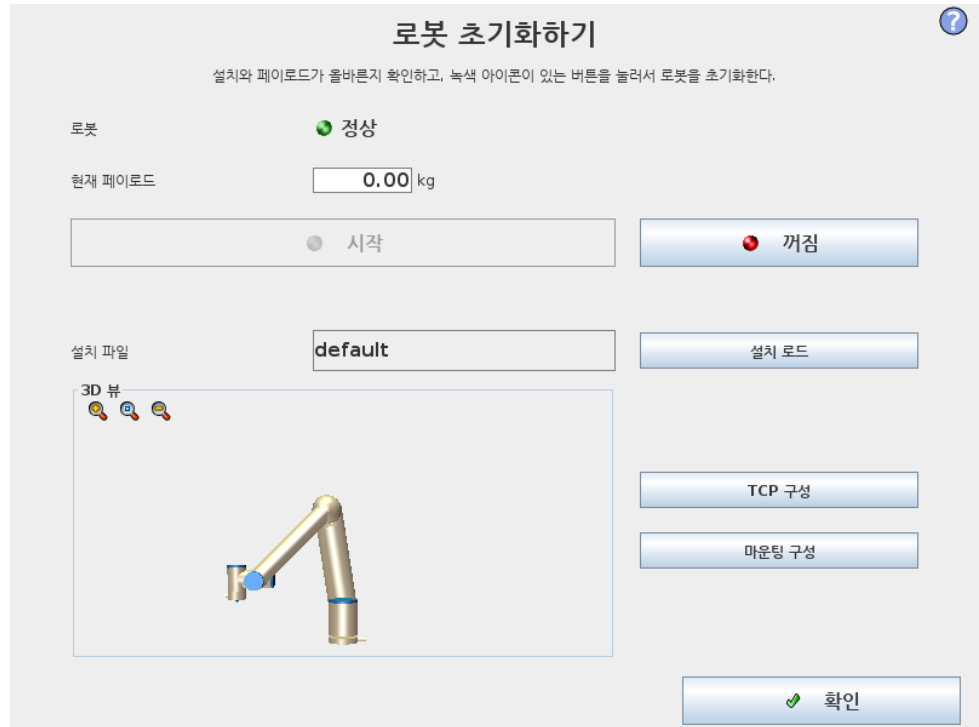 로봇 초기화하기
?
설치와 페이로드가 올바른지 확인하고, 녹색 아이콘이 있는 버튼을 눌러서 로봇을 초기화한다.
로봇 정상
현재 페이로드 0.00 kg
시작 꺼짐
설치 파일 default 설치 로드
3D 뷰
TCP 구성
마운팅 구성
확인